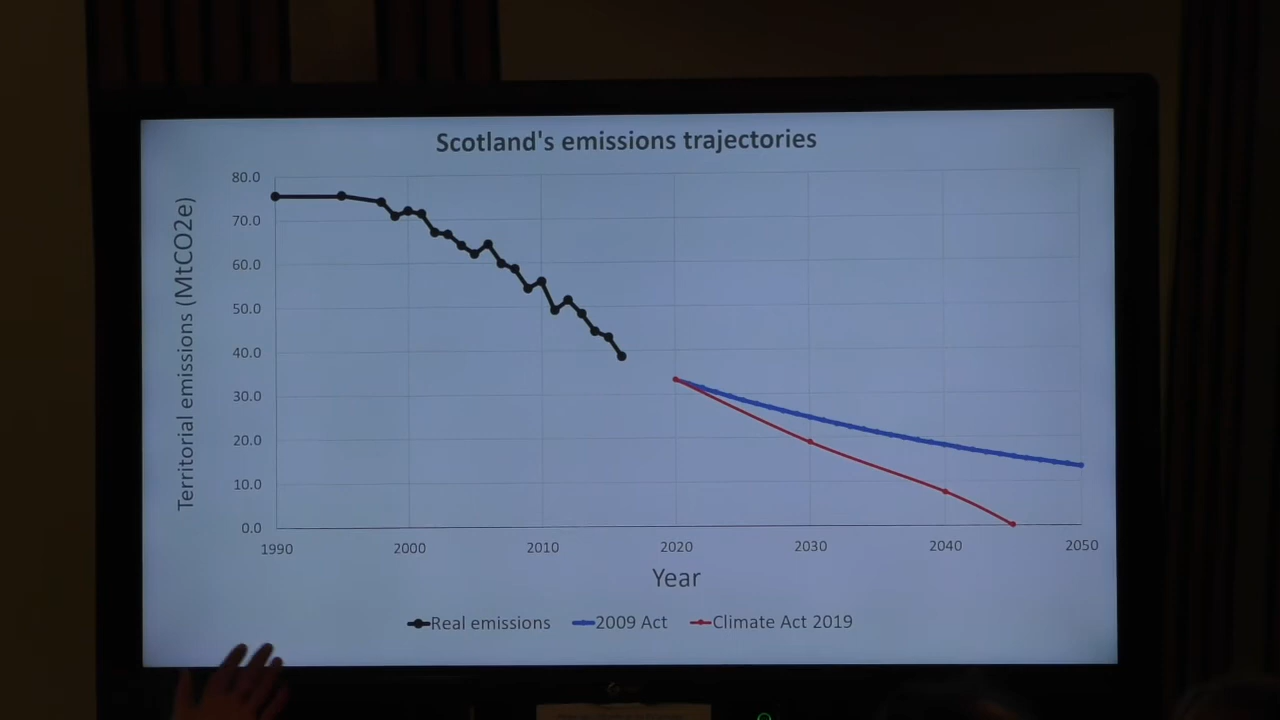 Scotland's emissions trajectories
Territorial emissions (MtCO2e)
80.0
70.0
60.0
50.0
40.0
30.0
20.0
10.0
0.0
1990 2000 2010 2020 2030 2040 2050
Year
Real emissions 2009 Act Climate Act 2019